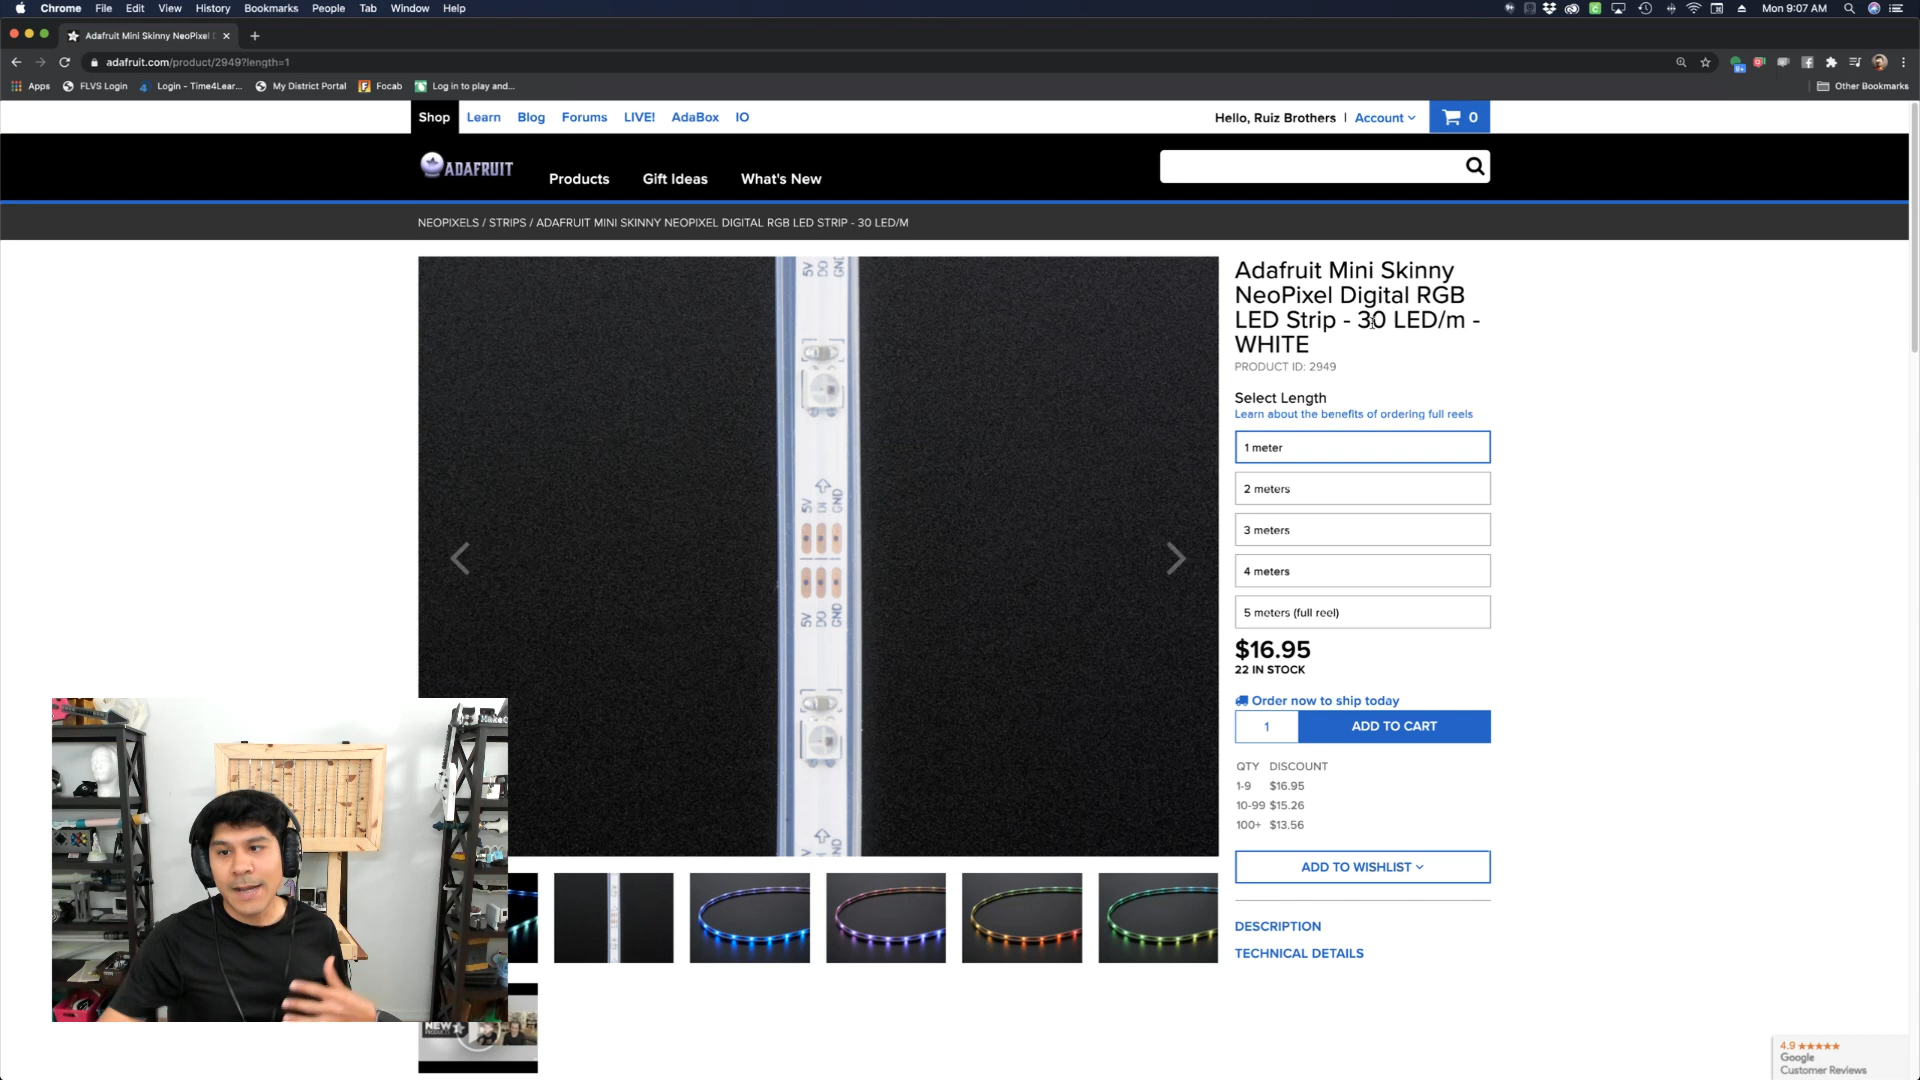 Chrome File Edit View History Bookmarks People Tab Window Help
Mon 9:07 AM
Adafruit Mini Skinny NeoPixel
adafruit.com/product/2949?length=1
Apps FLVS Login Login - Time4Lear... My District Portal Focab Log in to play and... Other Bookmarks
Shop Learn Blog Forums LIVE! AdaBox IO
Hello, Ruiz Brothers | Account 0
ADAFRUIT Products Gift Ideas What's New
NEOPIXELS / STRIPS / ADAFRUIT MINI SKINNY NEOPIXEL DIGITAL RGB LED STRIP - 30 LED/M
5V DO GND
5V DI GND
5V DO GND
Adafruit Mini Skinny
NeoPixel Digital RGB
LED Strip - 30 LED/m -
WHITE
PRODUCT ID: 2949
Select Length
Learn about the benefits of ordering full reels
1 meter
2 meters
3 meters
4 meters
5 meters (full reel)
$16.95
22 IN STOCK
Order now to ship today
1 ADD TO CART
QTY DISCOUNT
1-9 $16.95
10-99 $15.26
100+ $13.56
ADD TO WISHLIST
DESCRIPTION
TECHNICAL DETAILS
NEW
4.9 ★★★★★
Google
Customer Reviews